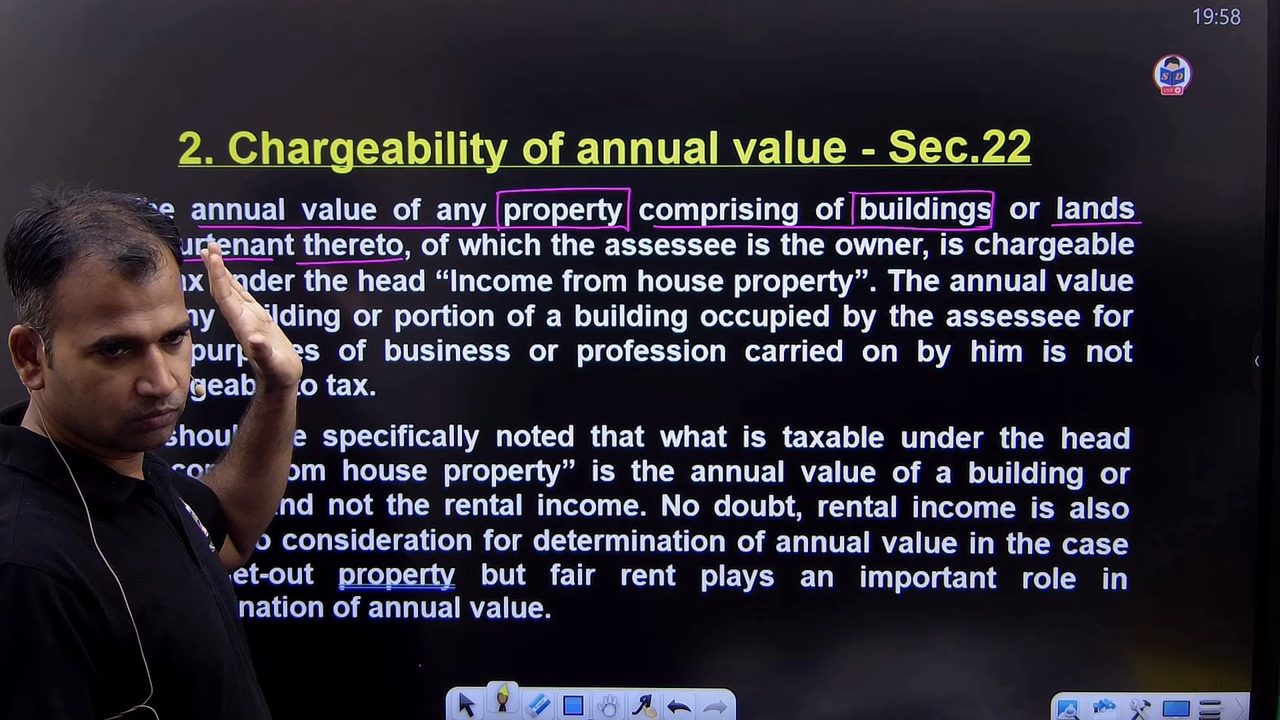 19:58
S D
LIVE
2. Chargeability of annual value - Sec.22
annual value of any property comprising of buildings or lands
thereto, of which the assessee is the owner, is chargeable
the head “Income from house property”. The annual value
or portion of a building occupied by the assessee for
of business or profession carried on by him is not
to tax.
specifically noted that what is taxable under the head
house property” is the annual value of a building or
not the rental income. No doubt, rental income is also
consideration for determination of annual value in the case
property but fair rent plays an important role in
of annual value.